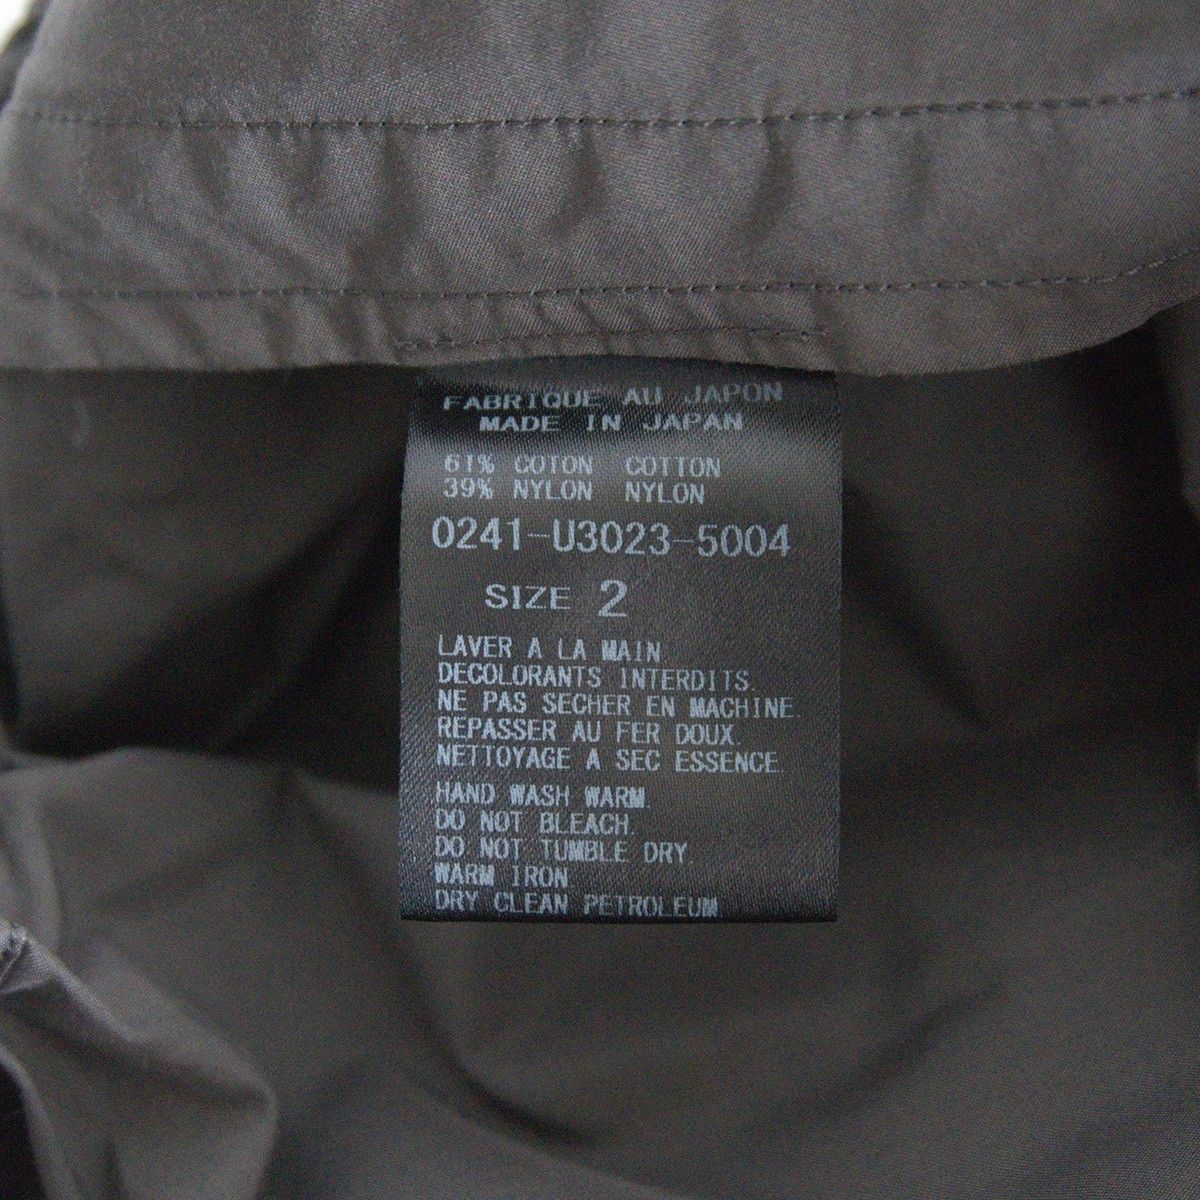 FABRIQUE AU JAPON
MADE IN JAPAN
61% COTON COTTON
39% NYLON NYLON
0241-U3023-5004
SIZE 2
LAVER A LA MAIN
DECOLORANTS INTERDITS.
NE PAS SECHER EN MACHINE.
REPASSER AU FER DOUX.
NETTOYAGE A SEC ESSENCE.
HAND WASH WARM.
DO NOT BLEACH.
DO NOT TUMBLE DRY.
WARM IRON
DRY CLEAN PETROLEUM